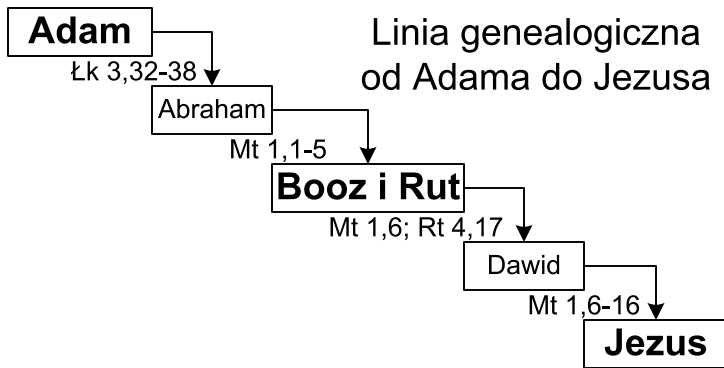 Linia genealogiczna
od Adama do Jezusa
Adam
Łk 3,32-38
Abraham
Mt 1,1-5
Booz i Rut
Mt 1,6; Rt 4,17
Dawid
Mt 1,6-16
Jezus